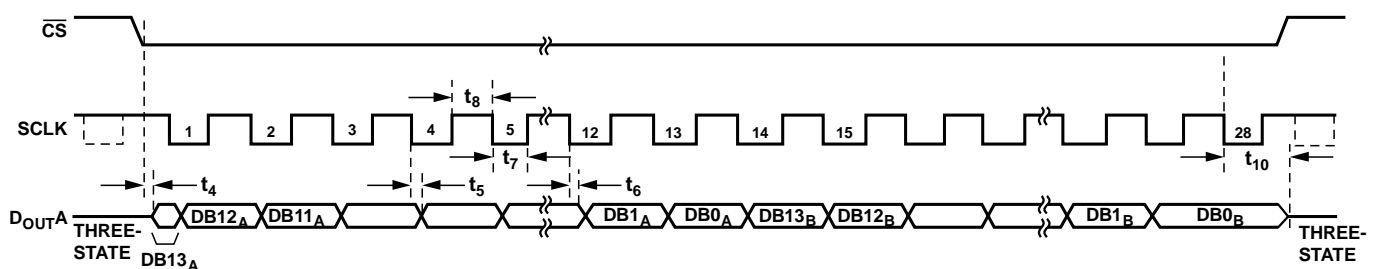 CS
t8
SCLK
1 2 3 4 5 12 13 14 15 28
t7
t10
t4
t5
t6
DOUTA
DB12A DB11A DB1A DB0A DB13B DB12B DB1B DB0B
THREE-
STATE
THREE-
STATE
DB13A